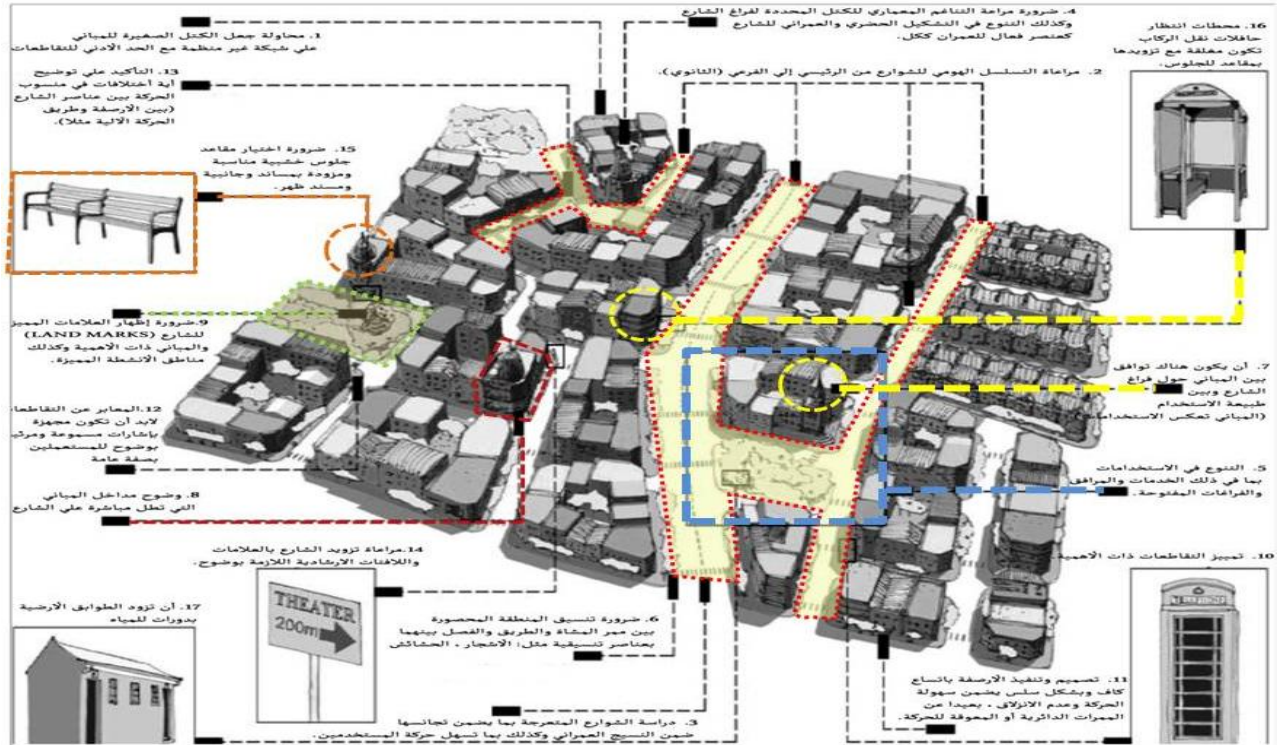 1. محاولة جعل الكتل الصغيرة للمباني
علي شبكة غير منظمة مع الحد الأدني للتقاطعات
4. ضرورة مراعة التناغم المعماري للكتل المحددة لفراغ الشارع
وكذلك التنوع في التشكيل الحضري والعمراني للشارع
كعنصر فعال للعمران ككل.
16. محطات انتظار
حافلات نقل الركاب
تكون مغلقة مع تزويدها
بمقاعد للجلوس.
13. التأكيد علي توضيح
أية أختلافات في منسوب
الحركة بين عناصر الشارع
(بين الأرصفة وطريق
الحركة الآلية مثلا).
2. مراعاة التسلسل الهومي للشوارع من الرئيسي إلي الفرعي (الثانوي).
15. ضرورة اختيار مقاعد
جلوس خشبية مناسبة
ومزودة بمساند وجانبية
ومسند ظهر.
9.ضرورة إظهار العلامات المميز
للشارع (LAND MARKS)
والمباني ذات الأهمية وكذلك
مناطق الأنشطة المميزة.
7. أن يكون هناك توافق
بين المباني حول فراغ
الشارع وبين
طبيعة الاستخدام
(المباني تعكس الاستخدامات
12.المعابر عن التقاطعا
لابد أن تكون مجهزة
بإشارات مسموعة ومرئي
بوضوح للمستعملين
بصفة عامة
5. التنوع في الاستخدامات
بما في ذلك الخدمات والمرافق
والفراغات المفتوحة.
8. وضوح مداخل المباني
التي تطل مباشرة علي الشارع
14.مراعاة تزويد الشارع بالعلامات
واللافتات الارشادية اللازمة بوضوح.
10. تمييز التقاطعات ذات الأهمية
THEATER
200m
17. أن تزود الطوابق الأرضية
بدورات للمياه
6. ضرورة تنسيق المنطقة المحصورة
بين ممر المشاة والطريق والفصل بينهما
بعناصر تنسيقية مثل: الأشجار ، الحشائش
11. تصميم وتنفيذ الأرصفة باتساع
كاف وبشكل سلس يضمن سهولة
الحركة وعدم الانزلاق ، بعيدا عن
الممرات الدائرية أو المعوقة للحركة.
3. دراسة الشوارع المتعرجة بما يضمن تجانسها
ضمن النسيج العمراني وكذلك بما تسهل حركة المستخدمين.